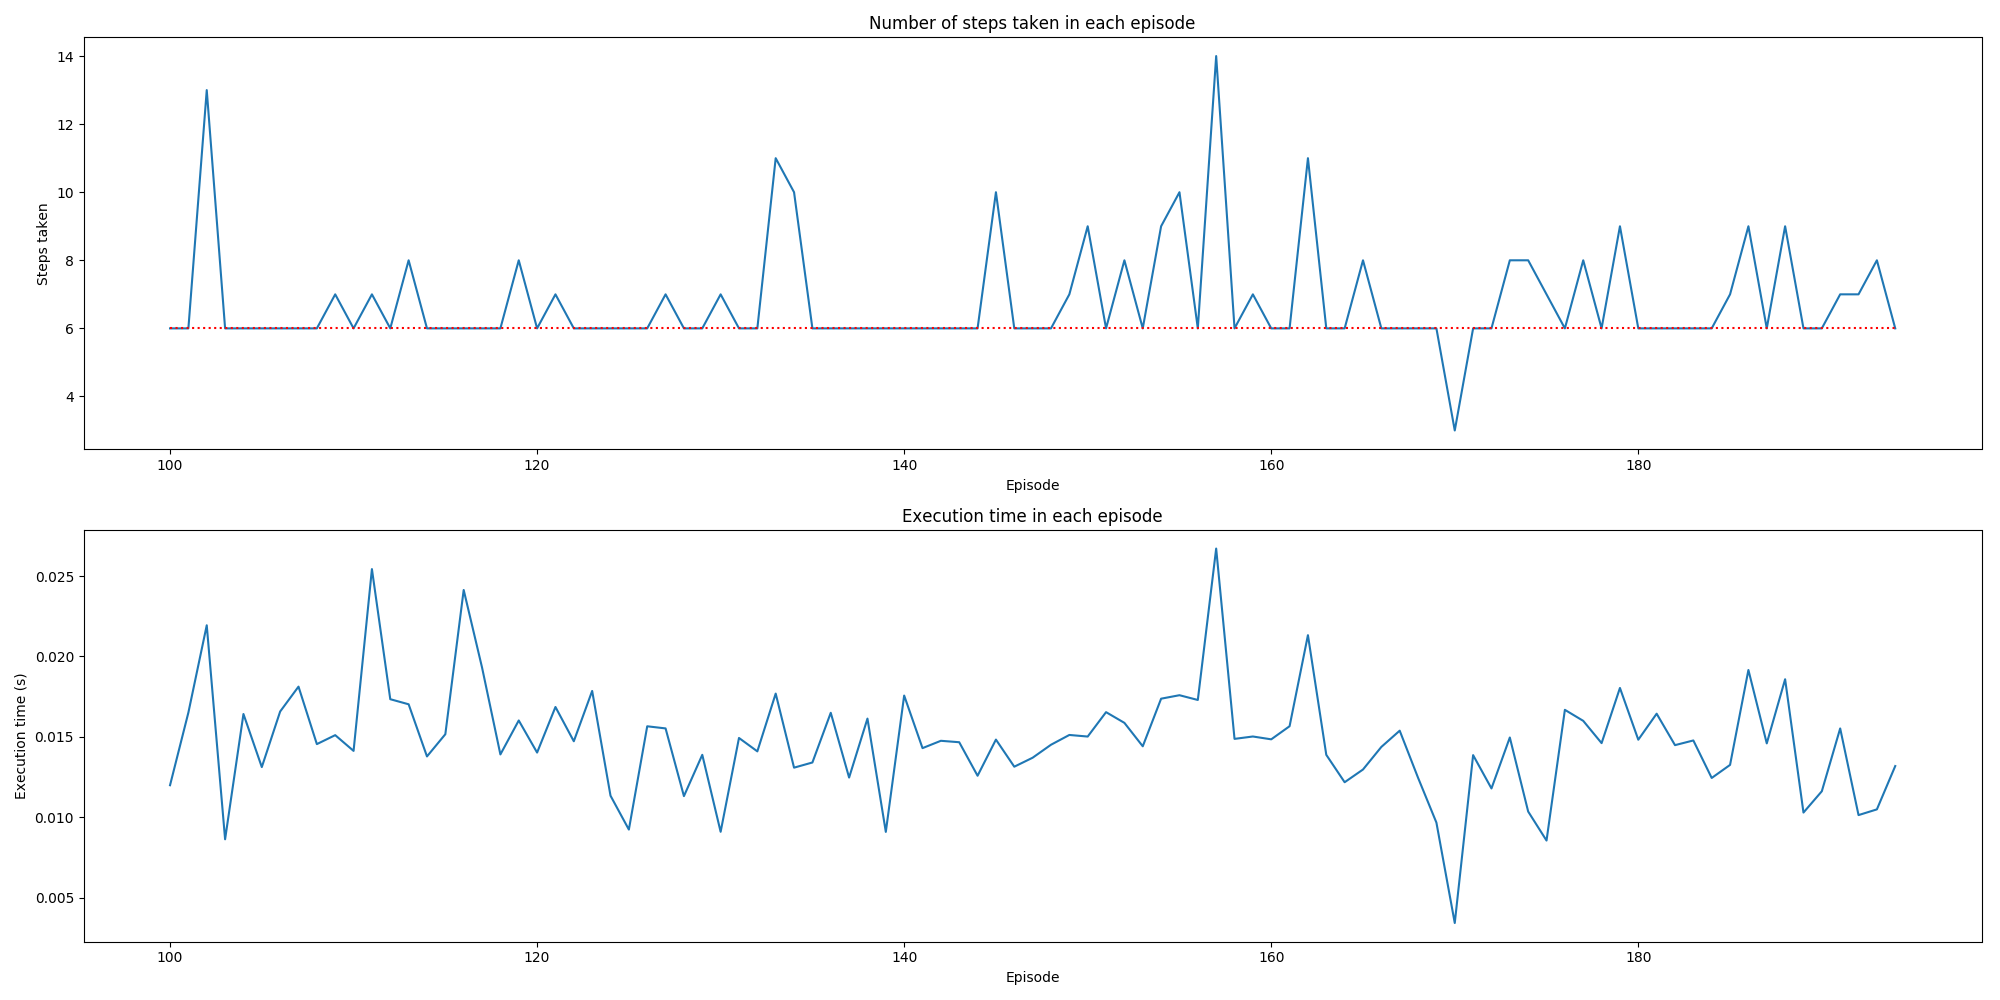 Number of steps taken in each episode
14
12
10
8
6
4
Steps taken
100 120 140 160 180
Episode
Execution time in each episode
0.025
0.020
0.015
0.010
0.005
Execution time (s)
100 120 140 160 180
Episode